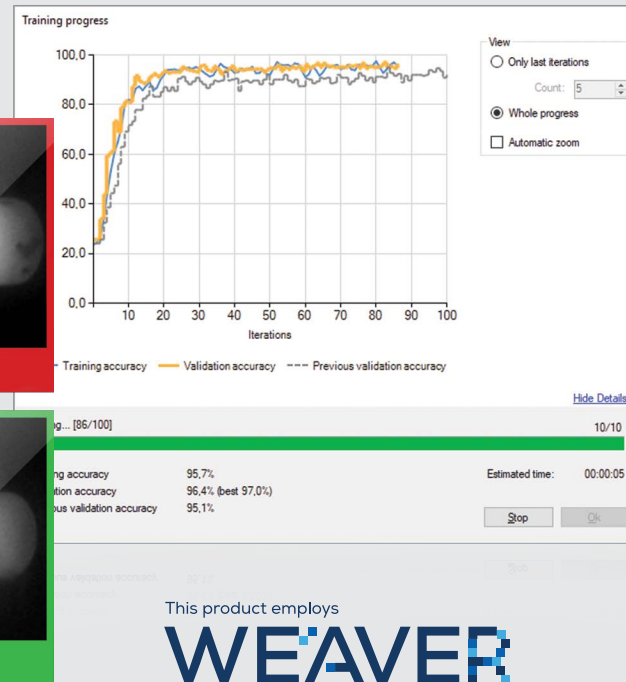 Training progress
View
Only last iterations
Count: 5
Whole progress
Automatic zoom
100,0
80,0
60,0
40,0
20,0
0,0
10 20 30 40 50 60 70 80 90 100
Iterations
Training accuracy Validation accuracy Previous validation accuracy
Hide Details
[86/100] 10/10
accuracy 95,7% Estimated time: 00:00:05
accuracy 96,4% (best 97,0%)
validation accuracy 95,1%
Stop Ok
This product employs
WEAVER